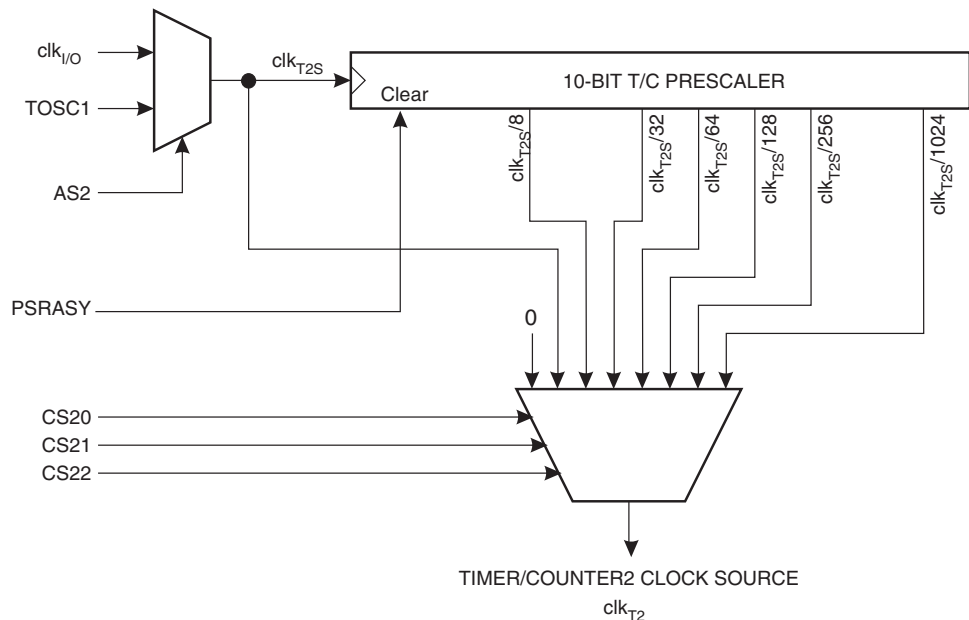 clkI/O
TOSC1
AS2
clkT2S
10-BIT T/C PRESCALER
Clear
clkT2S/8
clkT2S/32
clkT2S/64
clkT2S/128
clkT2S/256
clkT2S/1024
PSRASY
0
CS20
CS21
CS22
TIMER/COUNTER2 CLOCK SOURCE
clkT2